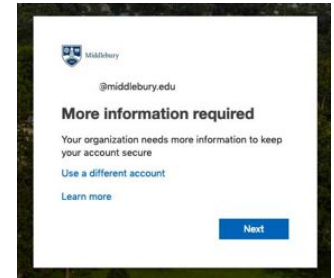 Middlebury
@middlebury.edu
More information required
Your organization needs more information to keep
your account secure
Use a different account
Learn more
Next